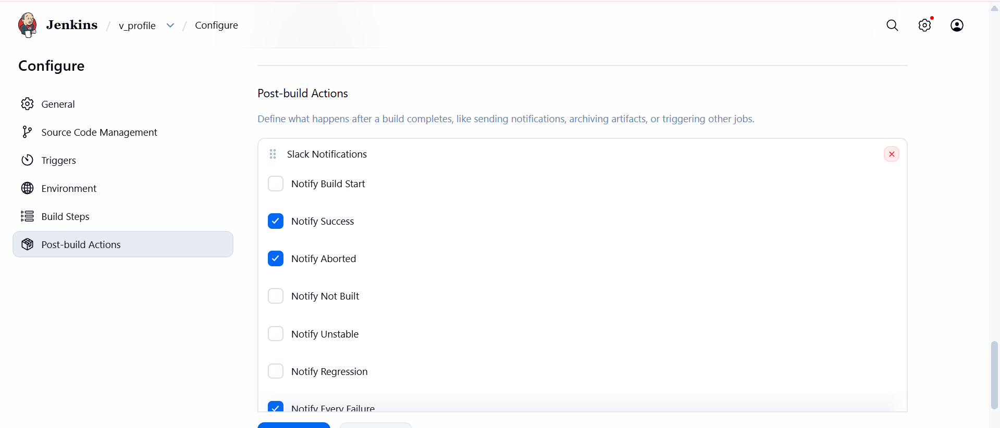 Jenkins / v_profile / Configure
Configure
General
Source Code Management
Triggers
Environment
Build Steps
Post-build Actions
Post-build Actions
Define what happens after a build completes, like sending notifications, archiving artifacts, or triggering other jobs.
Slack Notifications
Notify Build Start
Notify Success
Notify Aborted
Notify Not Built
Notify Unstable
Notify Regression
Notify Every Failure